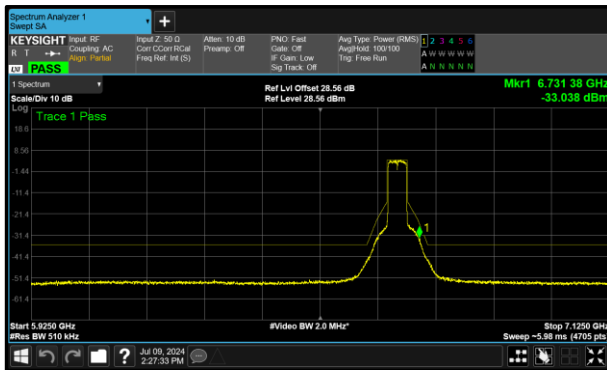 Spectrum Analyzer 1
Swept SA
+
KEYSIGHT
R T
LXI PASS
Input: RF
Coupling: AC
Align: Partial
Input Z: 50 Ω
Corr CCorr RCal
Freq Ref: Int (S)
Atten: 10 dB
Preamp: Off
PNO: Fast
Gate: Off
IF Gain: Low
Sig Track: Off
Avg Type: Power (RMS)
Avg|Hold: 100/100
Trig: Free Run
1 2 3 4 5 6
A W W W W W
A N N N N N
1 Spectrum
Scale/Div 10 dB
Ref Lvl Offset 28.56 dB
Ref Level 28.56 dBm
Mkr1 6.731 38 GHz
-33.038 dBm
Log
Trace 1 Pass
18.6
8.56
-1.44
-11.4
-21.4
-31.4
-41.4
-51.4
-61.4
1
Start 5.9250 GHz
#Res BW 510 kHz
#Video BW 2.0 MHz*
Stop 7.1250 GHz
Sweep ~5.98 ms (4705 pts)
?
Jul 09, 2024
2:27:33 PM